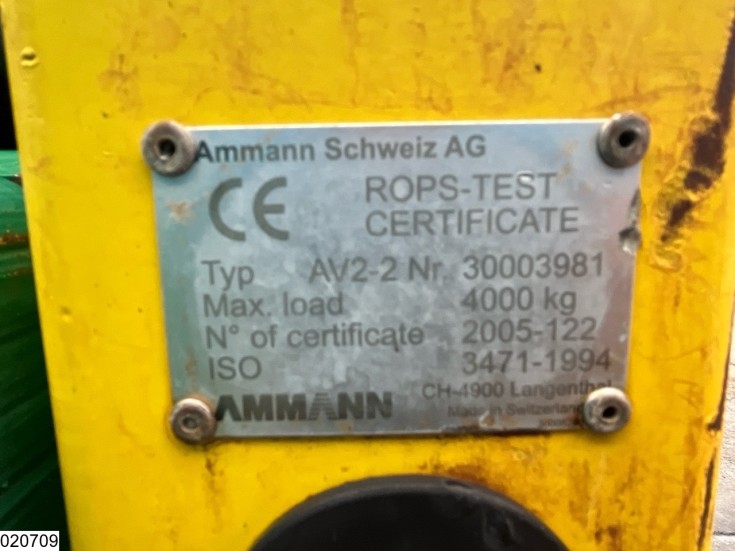 Ammann Schweiz AG
CE ROPS-TEST
CERTIFICATE
Typ AV2-2 Nr. 30003981
Max. load 4000 kg
N° of certificate 2005-122
ISO 3471-1994
AMMANN CH-4900 Langenthal
Made in Switzerland
020709